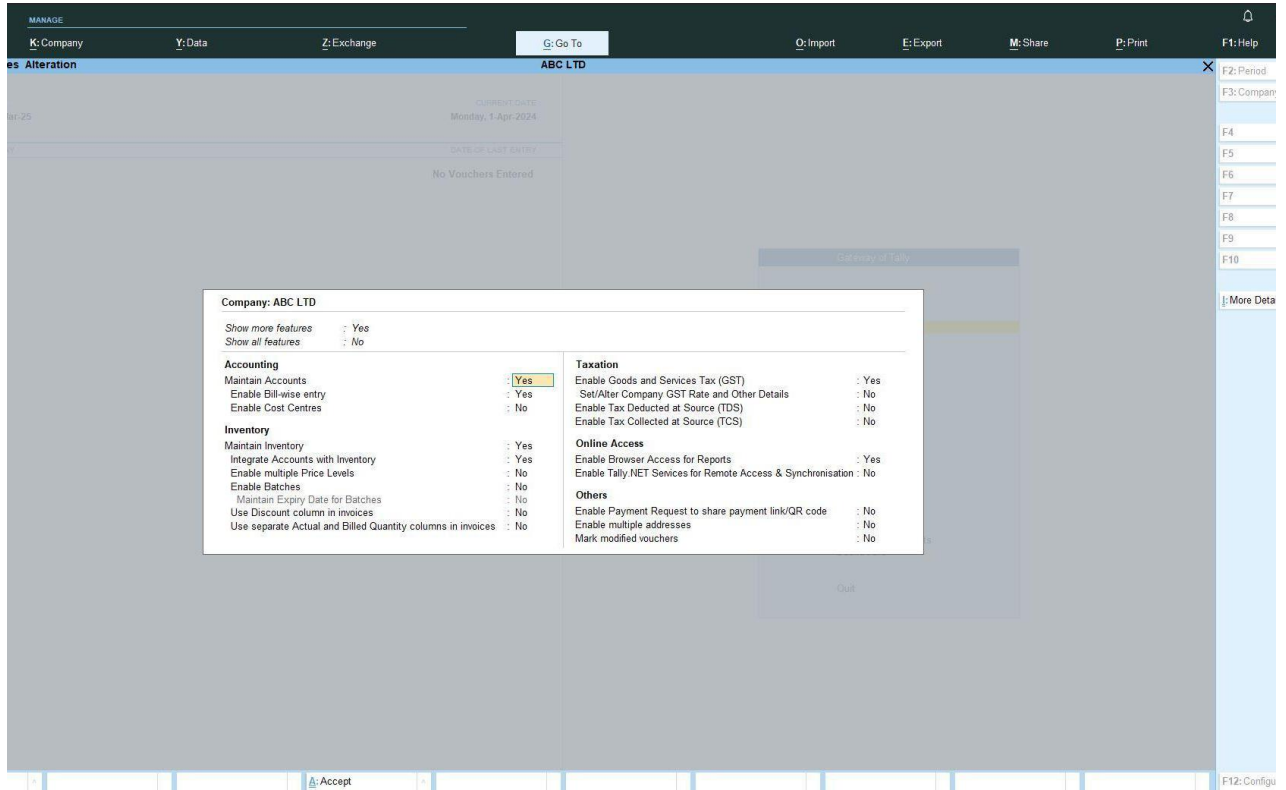 MANAGE
K: Company Y: Data Z: Exchange G: Go To O: Import E: Export M: Share P: Print F1: Help
es Alteration ABC LTD
F2: Period
F3: Company
CURRENT DATE
Monday, 1-Apr-2024
DATE OF LAST ENTRY
No Vouchers Entered
F4
F5
F6
F7
F8
F9
F10
Gateway of Tally
I: More Deta
Company: ABC LTD
Show more features : Yes
Show all features : No
Accounting
Maintain Accounts : Yes
Enable Bill-wise entry : Yes
Enable Cost Centres : No
Inventory
Maintain Inventory : Yes
Integrate Accounts with Inventory : Yes
Enable multiple Price Levels : No
Enable Batches : No
Maintain Expiry Date for Batches : No
Use Discount column in invoices : No
Use separate Actual and Billed Quantity columns in invoices : No
Taxation
Enable Goods and Services Tax (GST) : Yes
Set/Alter Company GST Rate and Other Details : No
Enable Tax Deducted at Source (TDS) : No
Enable Tax Collected at Source (TCS) : No
Online Access
Enable Browser Access for Reports : Yes
Enable Tally.NET Services for Remote Access & Synchronisation : No
Others
Enable Payment Request to share payment link/QR code : No
Enable multiple addresses : No
Mark modified vouchers : No
Quit
A: Accept
F12: Configu